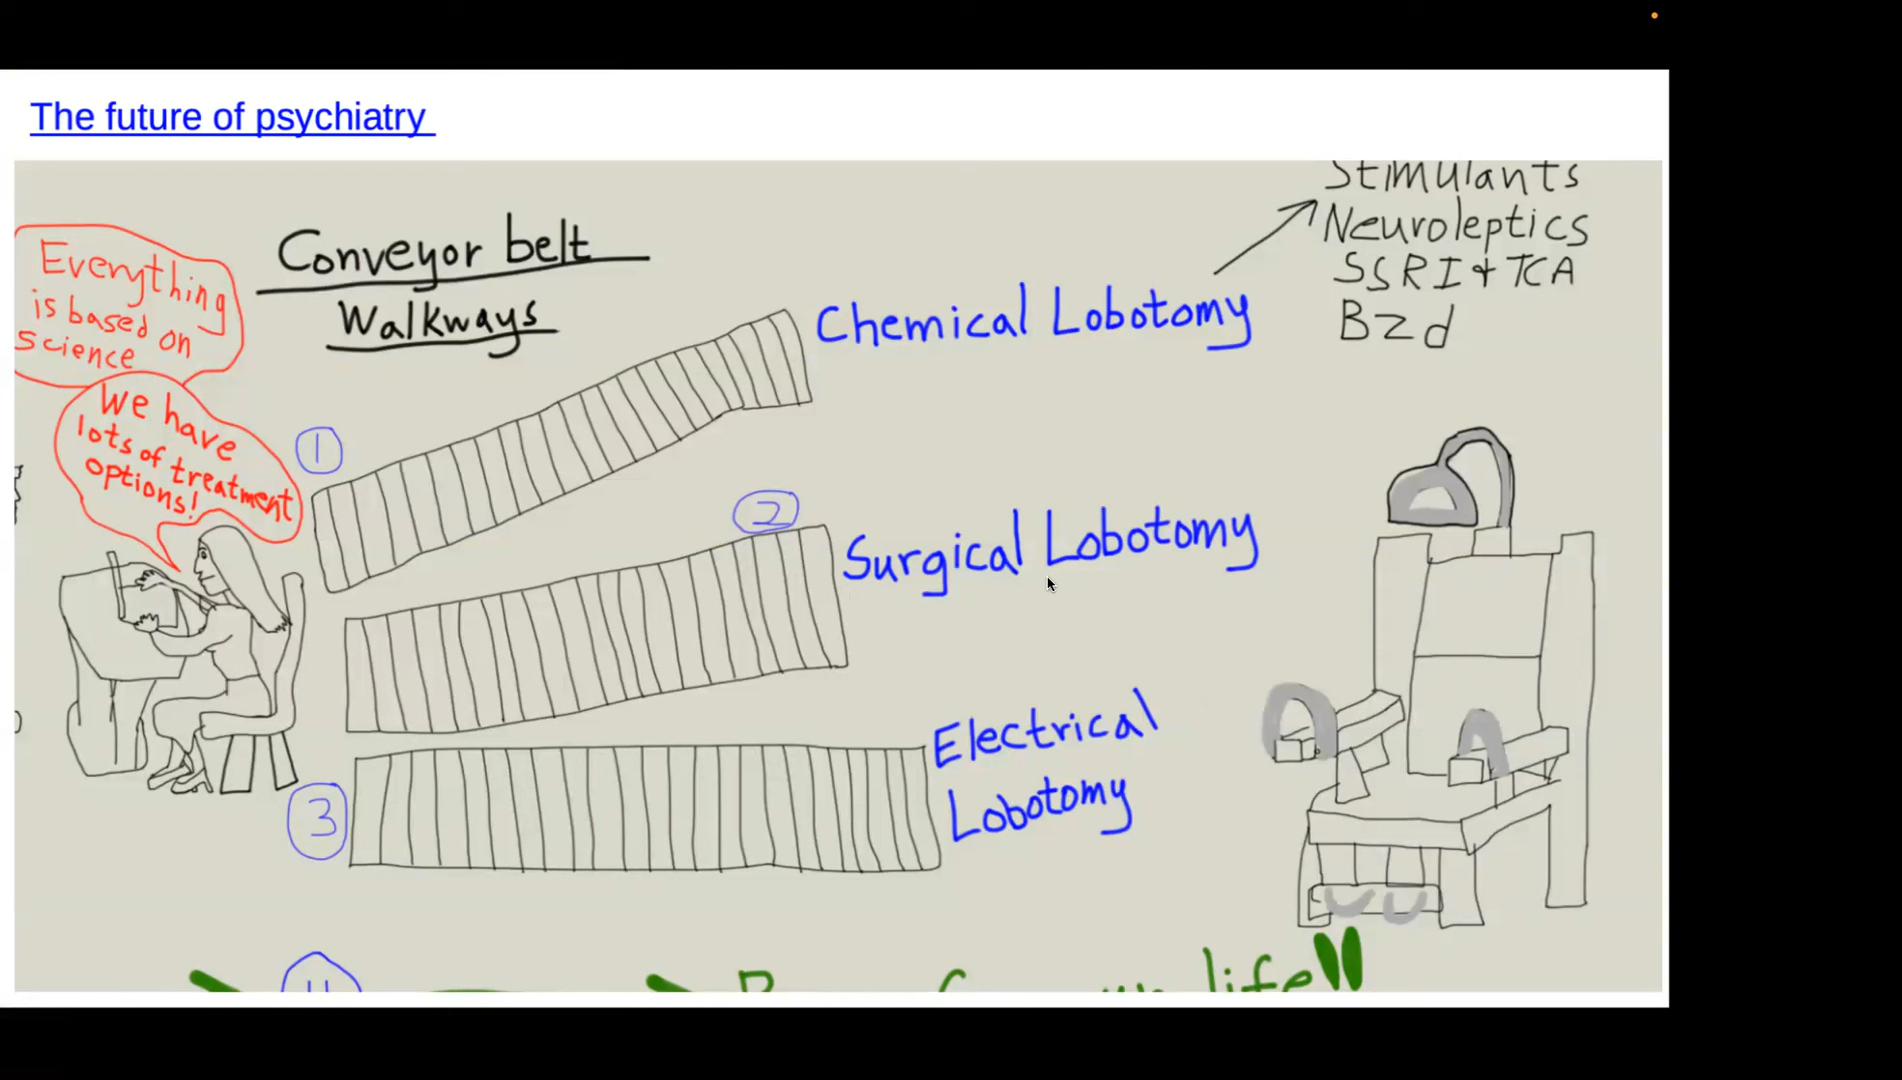 The future of psychiatry
Stimulants
Neuroleptics
SSRI & TCA
Bzd
Conveyor belt
Walkways
Everything
is based on
science
We have
lots of treatment
options!
1
Chemical Lobotomy
2
Surgical Lobotomy
3
Electrical
Lobotomy
4
life!!